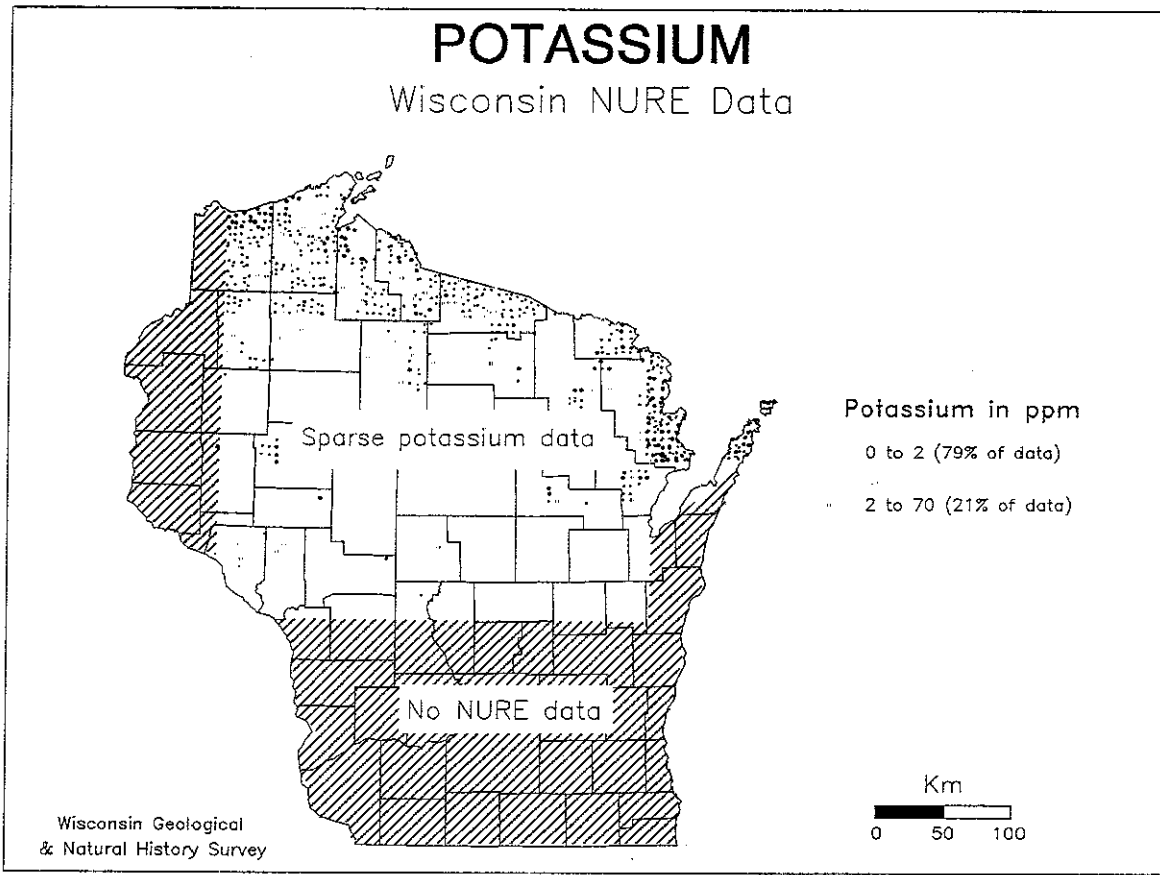 POTASSIUM
Wisconsin NURE Data
Sparse potassium data
Potassium in ppm
0 to 2 (79% of data)
2 to 70 (21% of data)
No NURE data
Km
0 50 100
Wisconsin Geological
& Natural History Survey